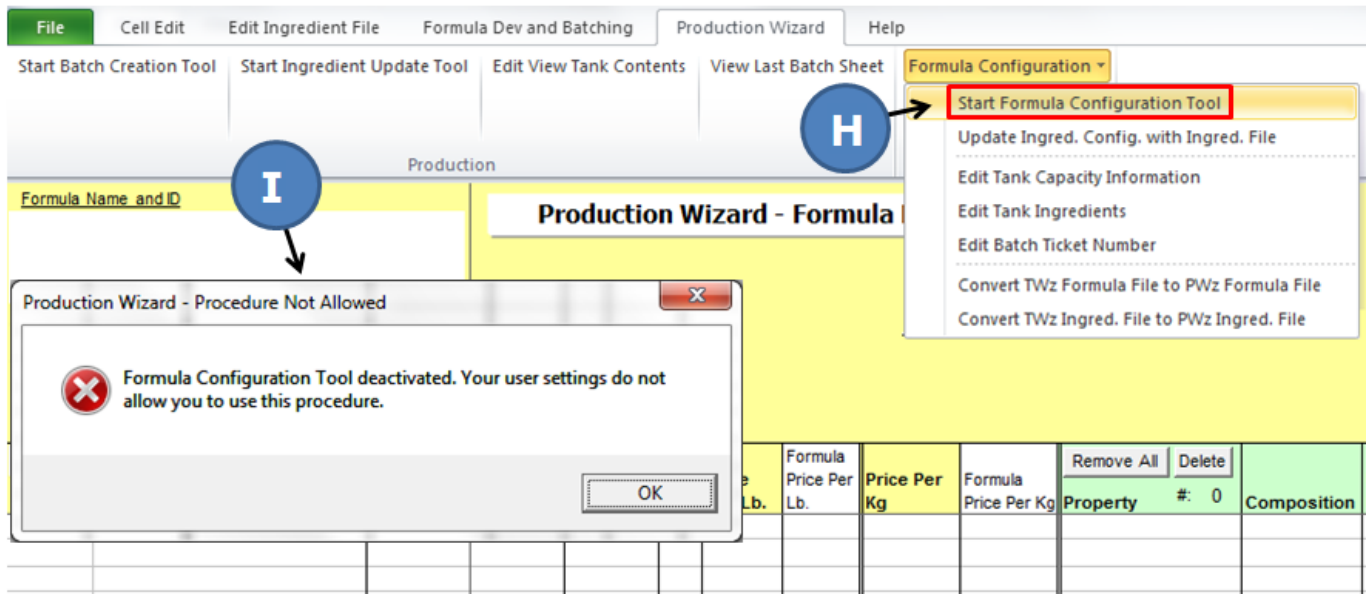 File Cell Edit Edit Ingredient File Formula Dev and Batching Production Wizard Help
Start Batch Creation Tool Start Ingredient Update Tool Edit View Tank Contents View Last Batch Sheet Formula Configuration
Start Formula Configuration Tool
Update Ingred. Config. with Ingred. File
Edit Tank Capacity Information
Edit Tank Ingredients
Edit Batch Ticket Number
Convert TWz Formula File to PWz Formula File
Convert TWz Ingred. File to PWz Ingred. File
H
Production
I
Formula Name and ID
Production Wizard - Formula
Production Wizard - Procedure Not Allowed
Formula Configuration Tool deactivated. Your user settings do not
allow you to use this procedure.
OK
Lb.
Formula
Price Per
Lb.
Price Per
Kg
Formula
Price Per Kg
Remove All Delete
Property #: 0
Composition